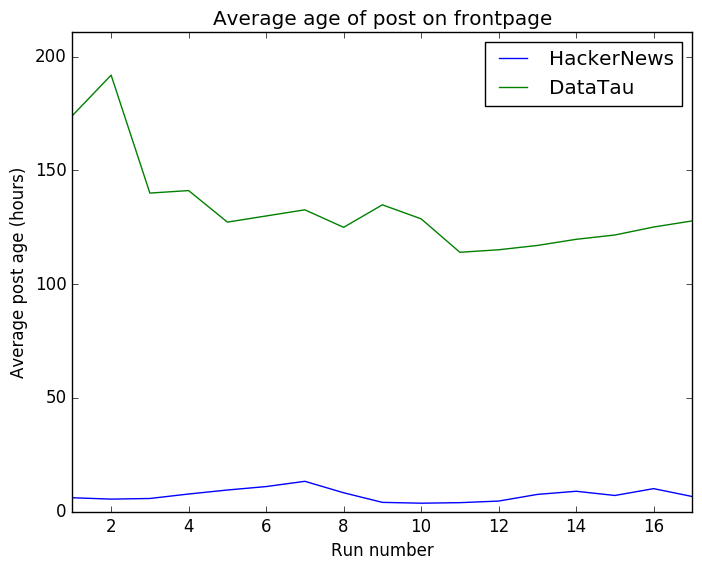 Average age of post on frontpage
HackerNews
DataTau
Average post age (hours)
200
150
100
50
0
2 4 6 8 10 12 14 16
Run number